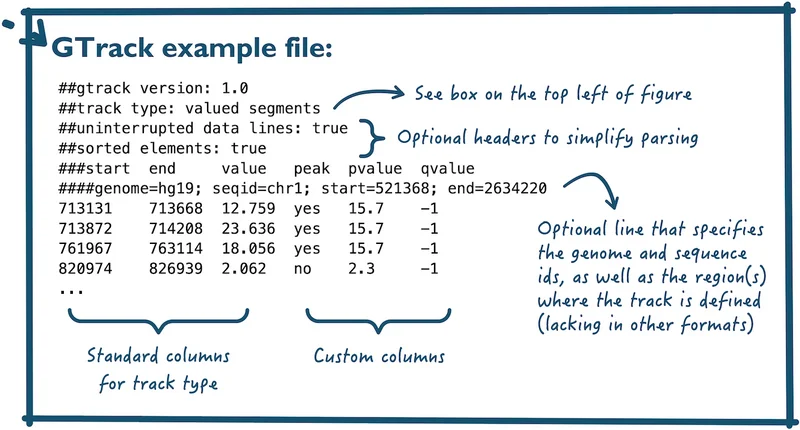 GTrack example file:
##gtrack version: 1.0
##track type: valued segments
See box on the top left of figure
##uninterrupted data lines: true
##sorted elements: true
Optional headers to simplify parsing
###start end value peak pvalue qvalue
####genome=hg19; seqid=chr1; start=521368; end=2634220
713131 713668 12.759 yes 15.7 -1
713872 714208 23.636 yes 15.7 -1
761967 763114 18.056 yes 15.7 -1
820974 826939 2.062 no 2.3 -1
...
Optional line that specifies
the genome and sequence
ids, as well as the region(s)
where the track is defined
(lacking in other formats)
Standard columns
for track type
Custom columns